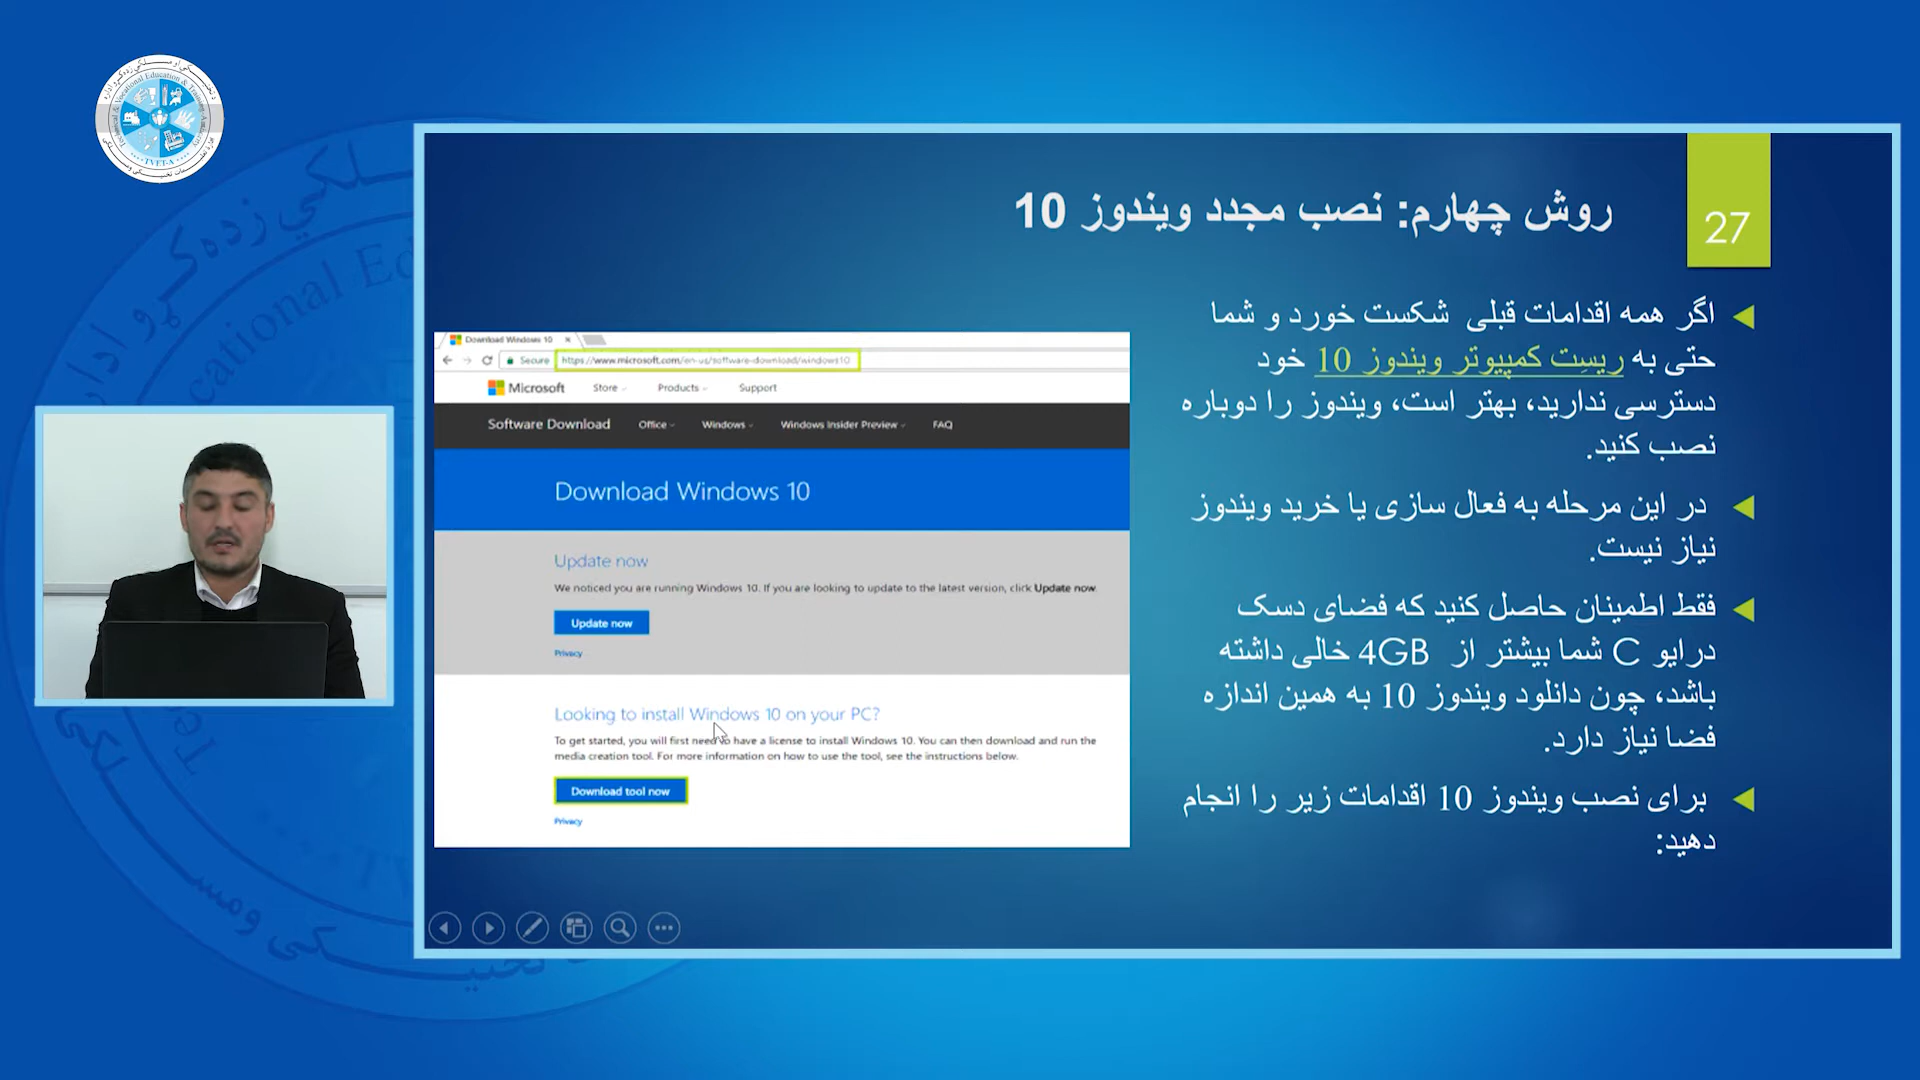 Technical & Vocational Education & Training Authority
TVET-A
27
روش چهارم: نصب مجدد ویندوز 10
اگر همه اقدامات قبلی شکست خورد و شما
حتی به ریسِت کمپیوتر ویندوز 10 خود
دسترسی ندارید، بهتر است، ویندوز را دوباره
نصب کنید.
در این مرحله به فعال سازی یا خرید ویندوز
نیاز نیست.
فقط اطمینان حاصل کنید که فضای دسک
درایو C شما بیشتر از 4GB خالی داشته
باشد، چون دانلود ویندوز 10 به همین اندازه
فضا نیاز دارد.
برای نصب ویندوز 10 اقدامات زیر را انجام
دهید:
Download Windows 10
Secure https://www.microsoft.com/en-us/software-download/windows10
Microsoft Store Products Support
Software Download Office Windows Windows Insider Preview FAQ
Download Windows 10
Update now
We noticed you are running Windows 10. If you are looking to update to the latest version, click Update now.
Update now
Privacy
Looking to install Windows 10 on your PC?
To get started, you will first need to have a license to install Windows 10. You can then download and run the
media creation tool. For more information on how to use the tool, see the instructions below.
Download tool now
Privacy